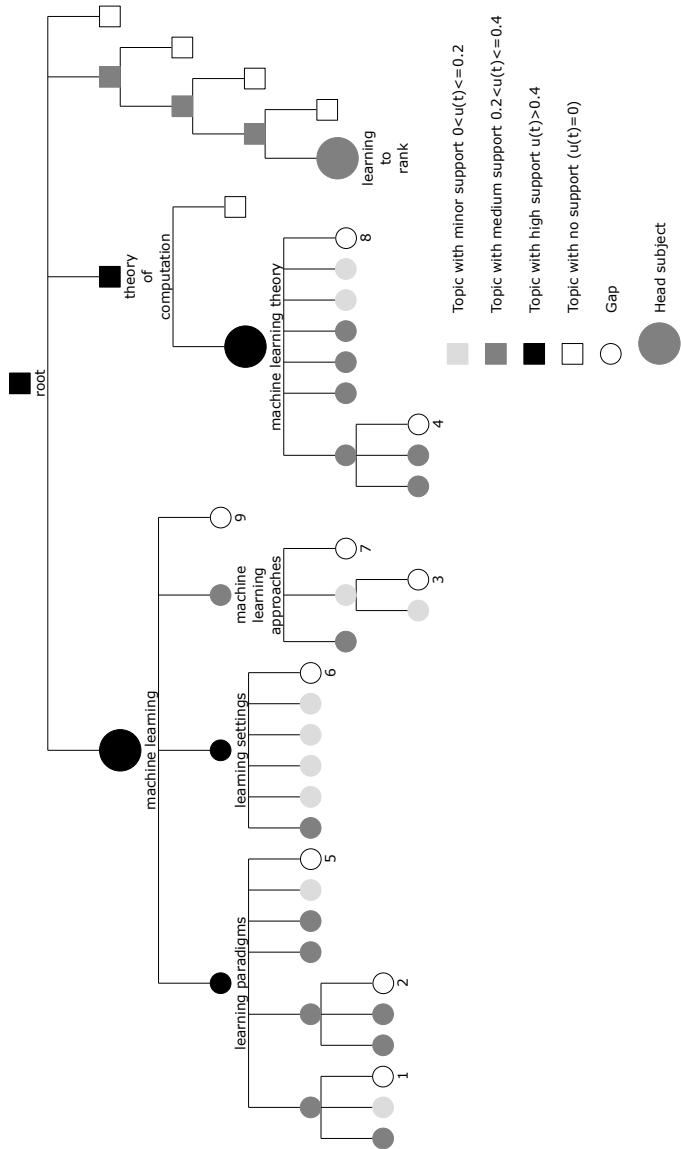 root
machine learning
theory
of
computation
learning paradigms
learning settings
machine
learning
approaches
9
machine learning theory
5
6
7
8
learning
to
rank
1
2
3
4
Topic with minor support 0<u(t)<=0.2
Topic with medium support 0.2<u(t)<=0.4
Topic with high support u(t)>0.4
Topic with no support (u(t)=0)
Gap
Head subject